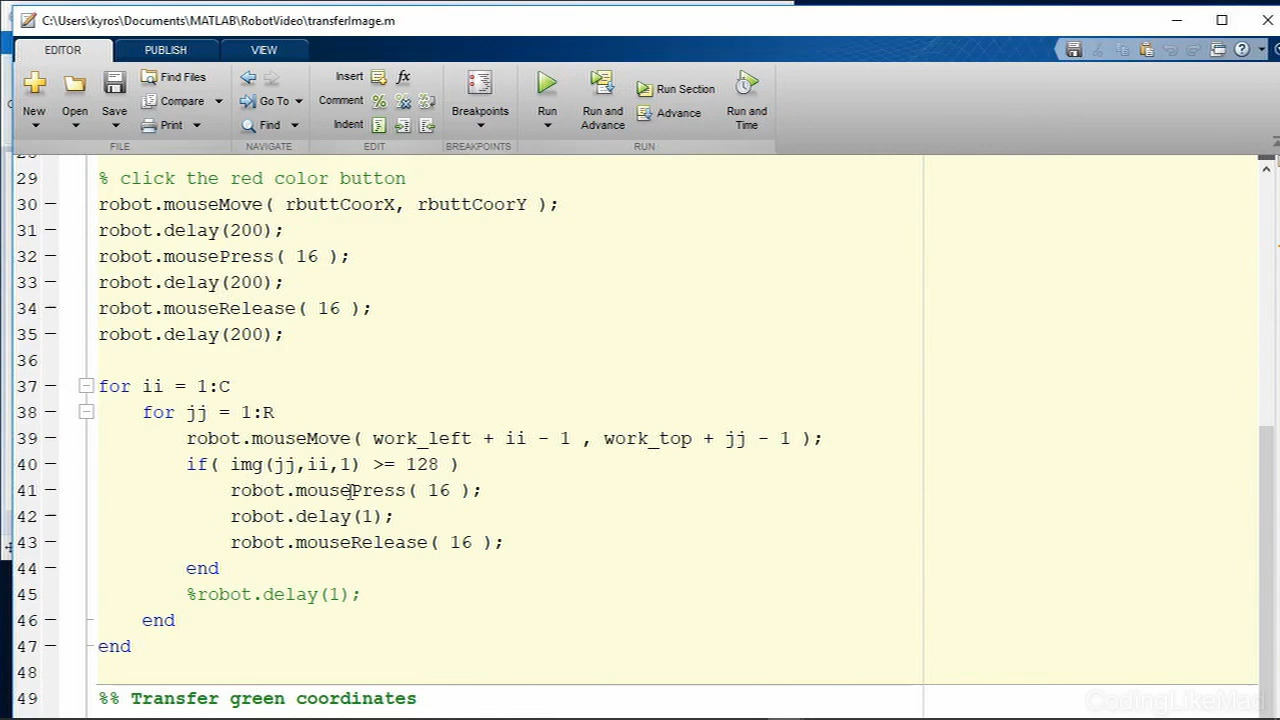 C:\Users\kyros\Documents\MATLAB\RobotVideo\transferImage.m
EDITOR PUBLISH VIEW
New Open Save Find Files Compare Print
Go To Find
Insert fx
Comment
Indent
Breakpoints
Run Run and Advance Run Section Advance Run and Time
FILE NAVIGATE EDIT BREAKPOINTS RUN
29 % click the red color button
30 robot.mouseMove( rbuttCoorX, rbuttCoorY );
31 robot.delay(200);
32 robot.mousePress( 16 );
33 robot.delay(200);
34 robot.mouseRelease( 16 );
35 robot.delay(200);
36
37 for ii = 1:C
38 for jj = 1:R
39 robot.mouseMove( work_left + ii - 1 , work_top + jj - 1 );
40 if( img(jj,ii,1) >= 128 )
41 robot.mousePress( 16 );
42 robot.delay(1);
43 robot.mouseRelease( 16 );
44 end
45 %robot.delay(1);
46 end
47 end
48
49 %% Transfer green coordinates
CodingLikeMad